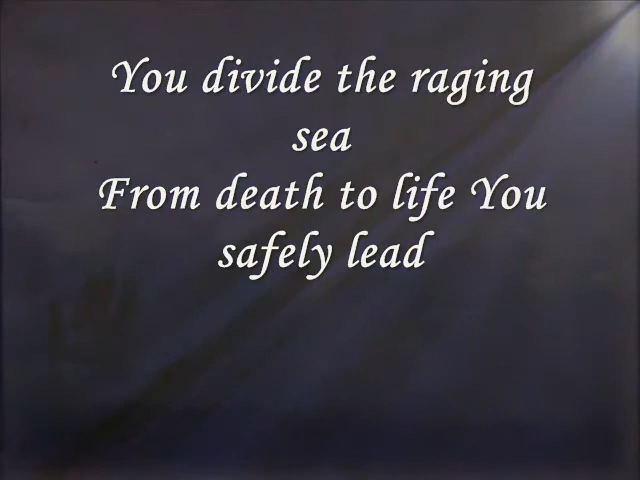 You divide the raging
sea
From death to life You
safely lead